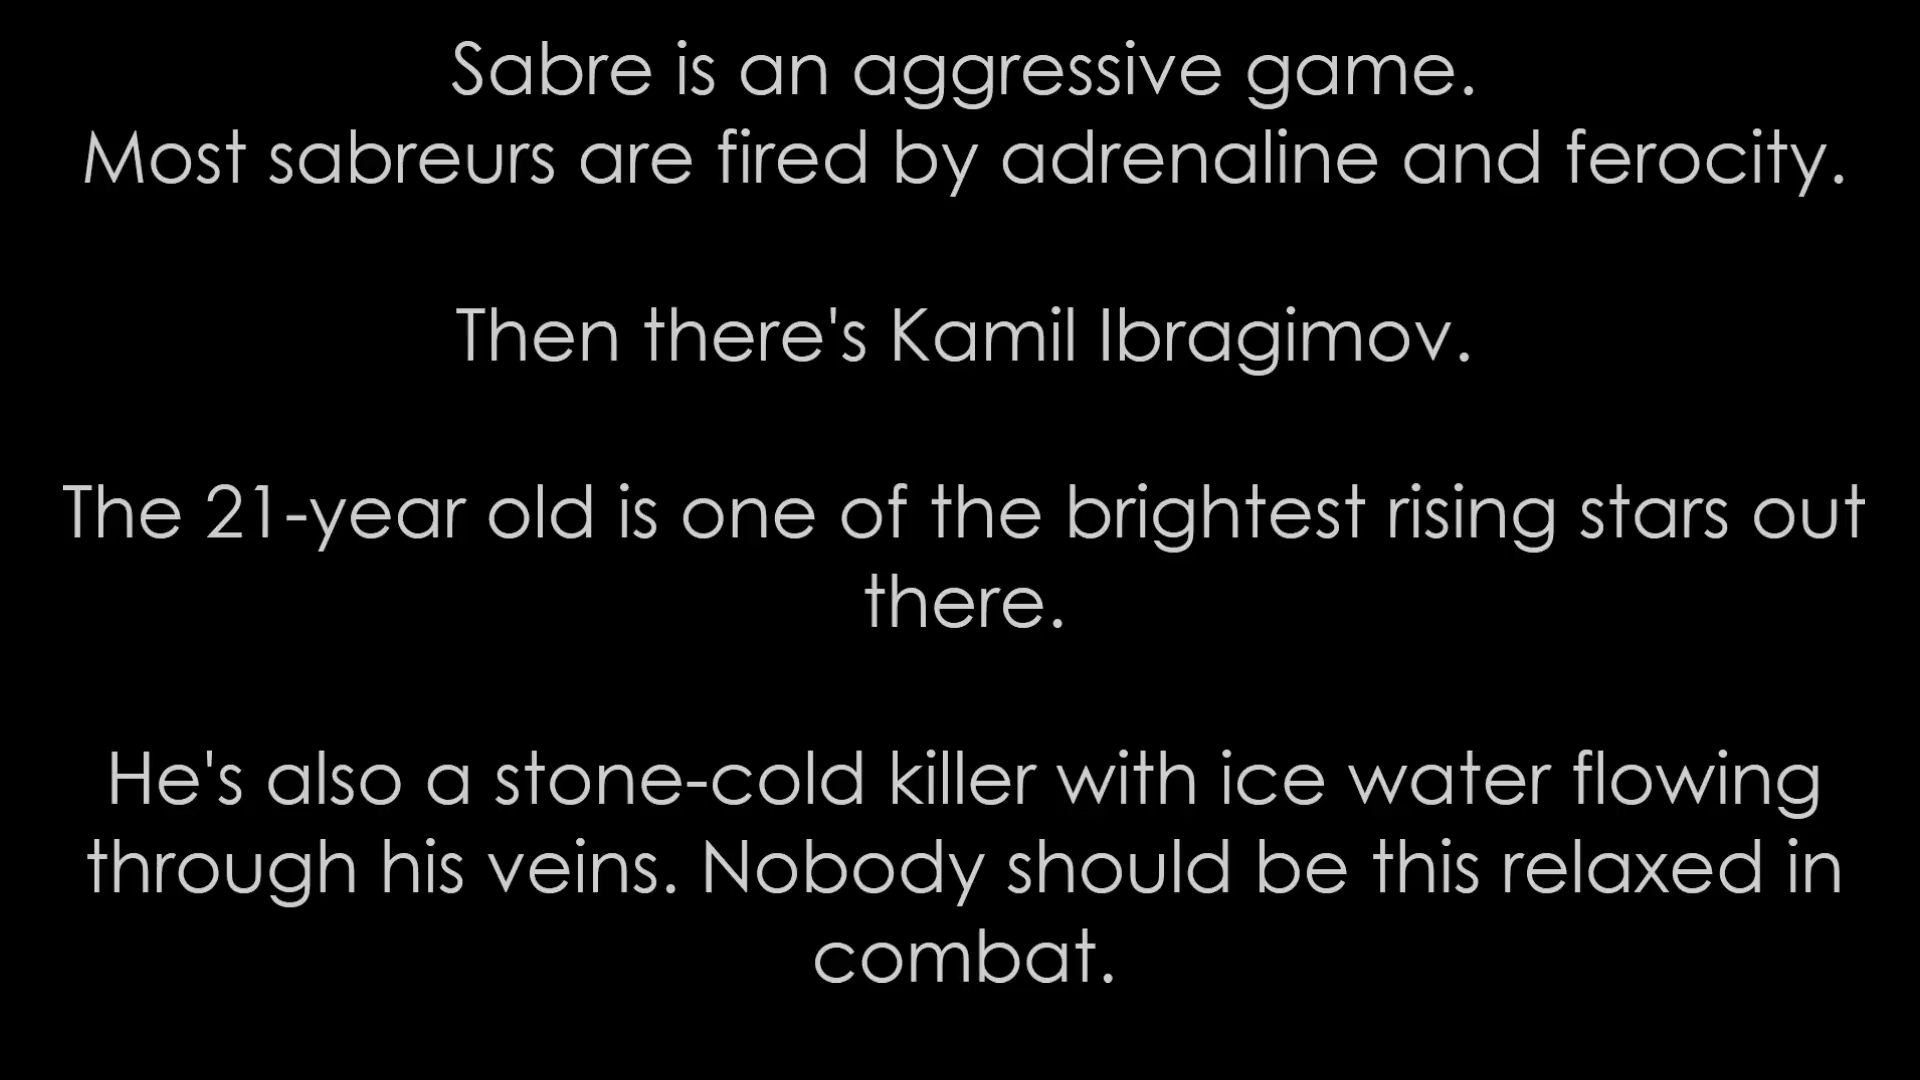 Sabre is an aggressive game.
Most sabreurs are fired by adrenaline and ferocity.
Then there's Kamil Ibragimov.
The 21-year old is one of the brightest rising stars out
there.
He's also a stone-cold killer with ice water flowing
through his veins. Nobody should be this relaxed in
combat.